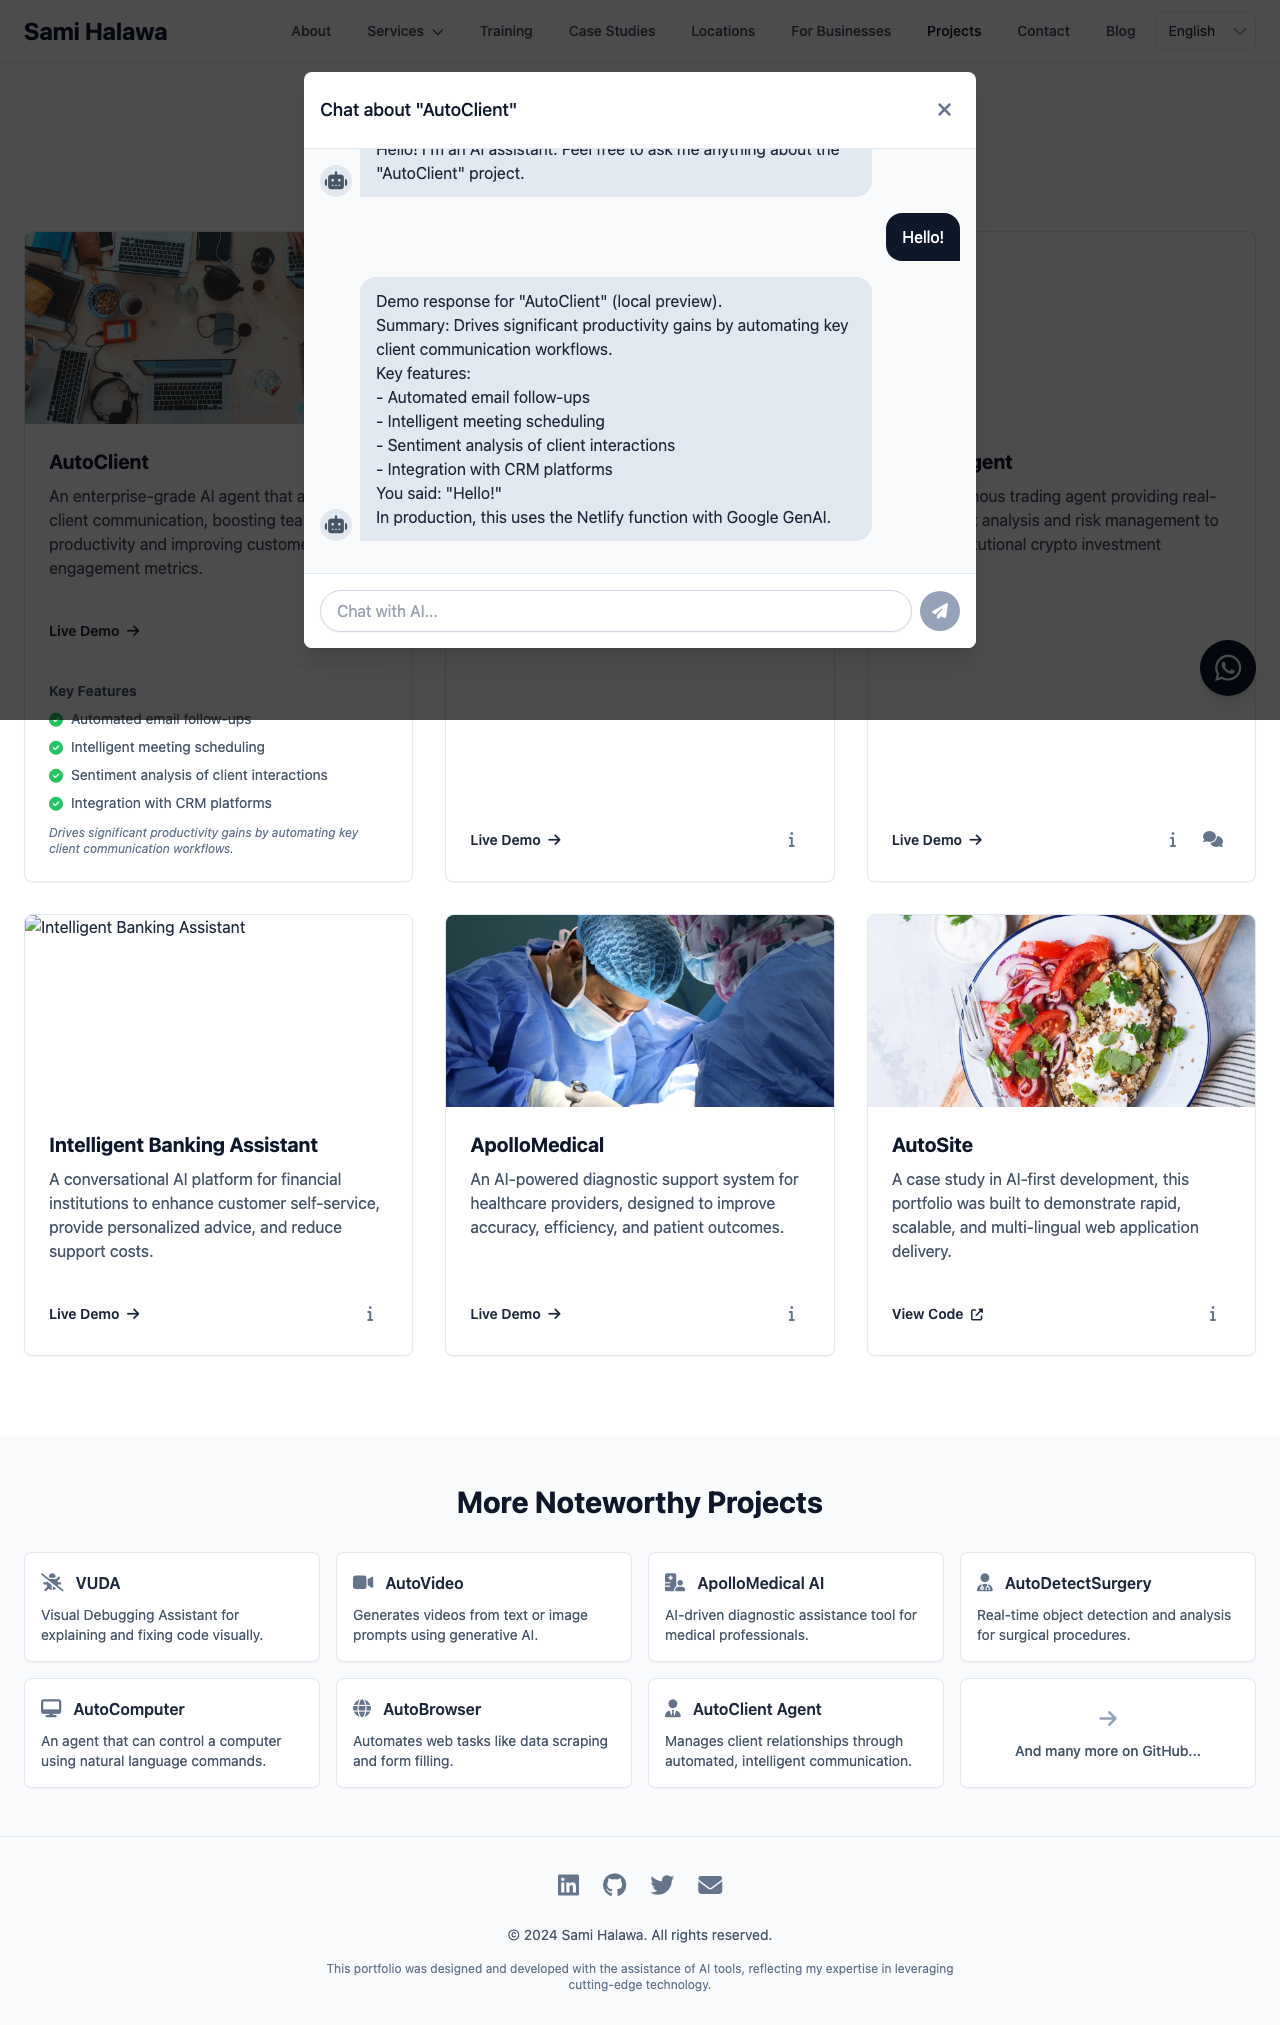 Sami Halawa
About
Services
Training
Case Studies
Locations
For Businesses
Projects
Contact
Blog
English
Chat about "AutoClient"
Hello! I'm an AI assistant. Feel free to ask me anything about the
"AutoClient" project.
Hello!
Demo response for "AutoClient" (local preview).
Summary: Drives significant productivity gains by automating key
client communication workflows.
Key features:
- Automated email follow-ups
- Intelligent meeting scheduling
- Sentiment analysis of client interactions
- Integration with CRM platforms
You said: "Hello!"
In production, this uses the Netlify function with Google GenAI.
Chat with AI...
AutoClient
An enterprise-grade AI agent that
client communication, boosting
productivity and improving
engagement metrics.
Live Demo
Key Features
Automated email follow-ups
Intelligent meeting scheduling
Sentiment analysis of client interactions
Integration with CRM platforms
Drives significant productivity gains by automating key
client communication workflows.
Live Demo
trading agent providing real-
analysis and risk management to
crypto investment
Live Demo
Intelligent Banking Assistant
Intelligent Banking Assistant
A conversational AI platform for financial
institutions to enhance customer self-service,
provide personalized advice, and reduce
support costs.
Live Demo
ApolloMedical
An AI-powered diagnostic support system for
healthcare providers, designed to improve
accuracy, efficiency, and patient outcomes.
Live Demo
AutoSite
A case study in AI-first development, this
portfolio was built to demonstrate rapid,
scalable, and multi-lingual web application
delivery.
View Code
More Noteworthy Projects
VUDA
Visual Debugging Assistant for
explaining and fixing code visually.
AutoVideo
Generates videos from text or image
prompts using generative AI.
ApolloMedical AI
AI-driven diagnostic assistance tool for
medical professionals.
AutoDetectSurgery
Real-time object detection and analysis
for surgical procedures.
AutoComputer
An agent that can control a computer
using natural language commands.
AutoBrowser
Automates web tasks like data scraping
and form filling.
AutoClient Agent
Manages client relationships through
automated, intelligent communication.
And many more on GitHub...
© 2024 Sami Halawa. All rights reserved.
This portfolio was designed and developed with the assistance of AI tools, reflecting my expertise in leveraging
cutting-edge technology.